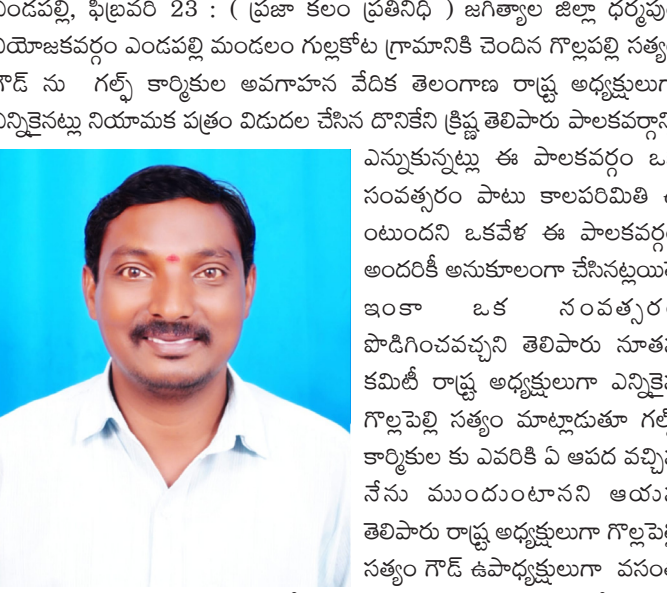 ఎండపల్లి, ఫిబ్రవరి 23 : ( ప్రజా కలం ప్రతినిధి ) జగిత్యాల జిల్లా ధర్మపు
నియోజకవర్గం ఎండపల్లి మండలం గుల్లకోట గ్రామానికి చెందిన గొల్లపల్లి సత్యం
గౌడ్ ను గల్ఫ్ కార్మికుల అవగాహన వేదిక తెలంగాణ రాష్ట్ర అధ్యక్షులుగా
ఎన్నికైనట్లు నియామక పత్రం విడుదల చేసిన దొనికేని క్రిష్ణ తెలిపారు పాలకవర్గాని
ఎన్నుకున్నట్లు ఈ పాలకవర్గం ఒ
సంవత్సరం పాటు కాలపరిమితి ఉ
ంటుందని ఒకవేళ ఈ పాలకవర్గం
అందరికీ అనుకూలంగా చేసినట్లయితే
ఇంకా ఒక సంవత్సరం
పొడిగించవచ్చని తెలిపారు నూతన
కమిటీ రాష్ట్ర అధ్యక్షులుగా ఎన్నికైన
గొల్లపెల్లి సత్యం మాట్లాడుతూ గల్ఫ్
కార్మికుల కు ఎవరికి ఏ ఆపద వచ్చిన
నేను ముందుంటానని ఆయన
తెలిపారు రాష్ట్ర అధ్యక్షులుగా గొల్లపెల్లి
సత్యం గౌడ్ ఉపాధ్యక్షులుగా వసంత